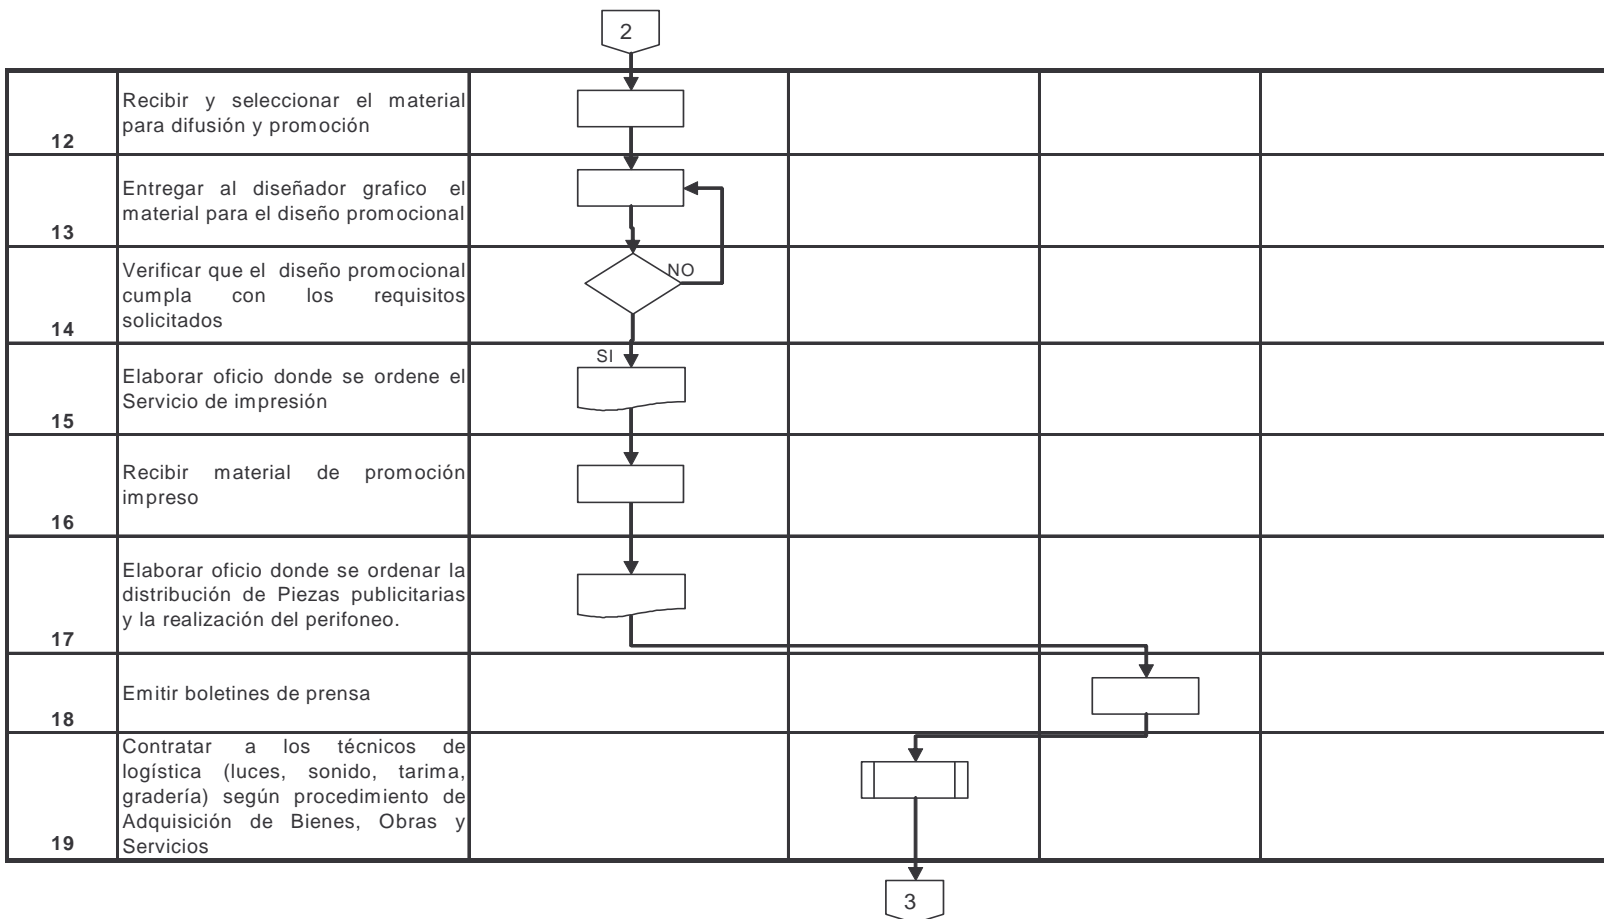 2
12
Recibir y seleccionar el material
para difusión y promoción
13
Entregar al diseñador grafico el
material para el diseño promocional
14
Verificar que el diseño promocional
cumpla con los requisitos
solicitados
NO
15
Elaborar oficio donde se ordene el
Servicio de impresión
SI
16
Recibir material de promoción
impreso
17
Elaborar oficio donde se ordenar la
distribución de Piezas publicitarias
y la realización del perifoneo.
18
Emitir boletines de prensa
19
Contratar a los técnicos de
logística (luces, sonido, tarima,
gradería) según procedimiento de
Adquisición de Bienes, Obras y
Servicios
3